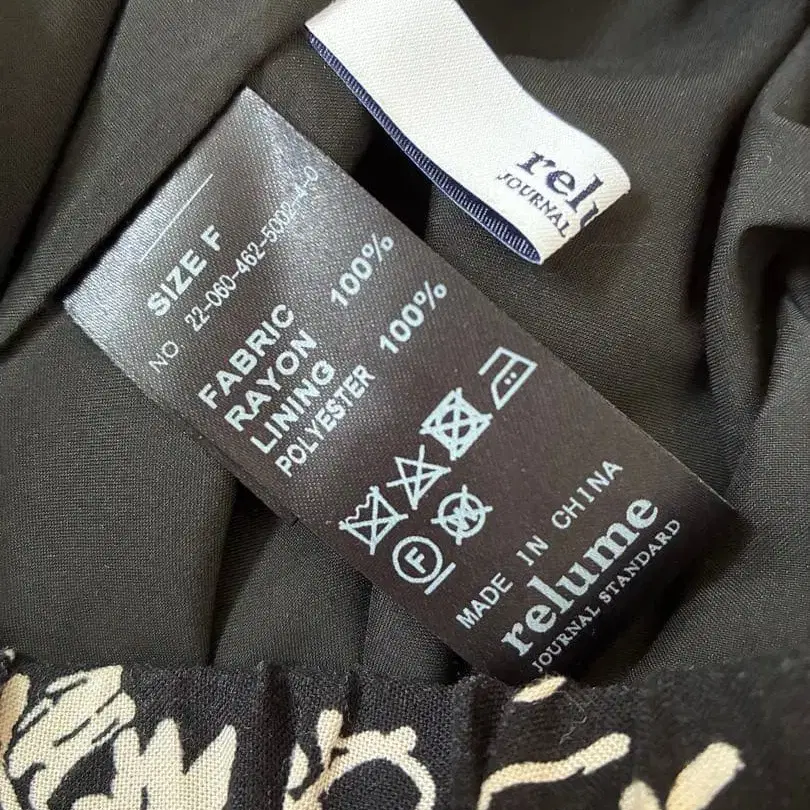 relu
JOURNAL
SIZE F
NO 22-060-462-5002-4-0
FABRIC
RAYON 100%
LINING
POLYESTER 100%
F
W
MADE IN CHINA
relume
JOURNAL STANDARD